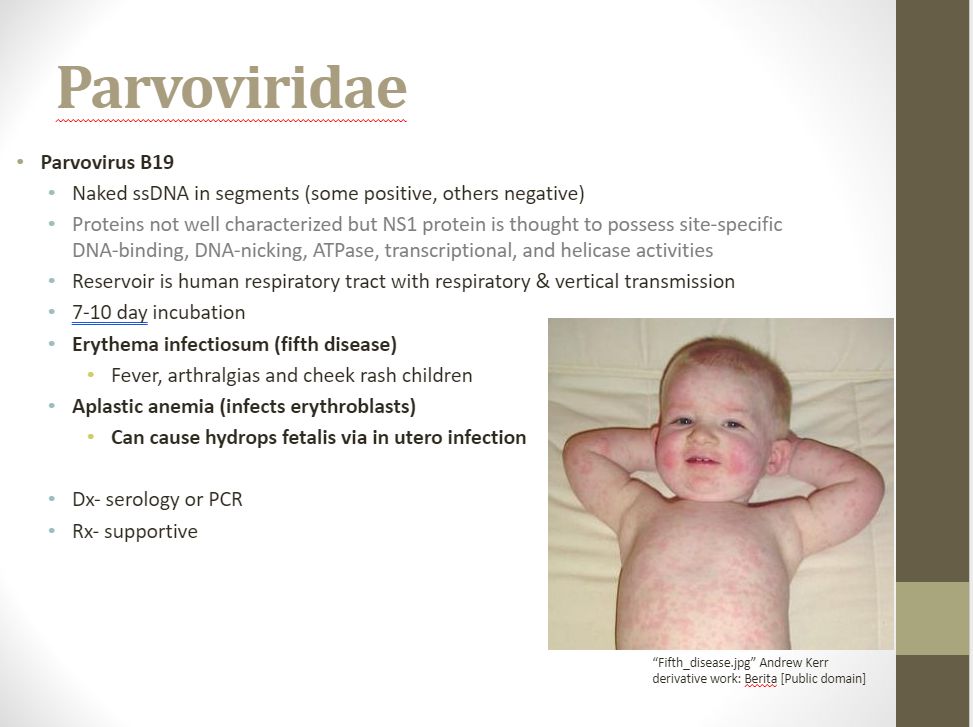 Parvoviridae
• Parvovirus B19
• Naked ssDNA in segments (some positive, others negative)
• Proteins not well characterized but NS1 protein is thought to possess site-specific
DNA-binding, DNA-nicking, ATPase, transcriptional, and helicase activities
• Reservoir is human respiratory tract with respiratory & vertical transmission
• 7-10 day incubation
• Erythema infectiosum (fifth disease)
• Fever, arthralgias and cheek rash children
• Aplastic anemia (infects erythroblasts)
• Can cause hydrops fetalis via in utero infection
• Dx- serology or PCR
• Rx- supportive
“Fifth_disease.jpg” Andrew Kerr
derivative work: Berita [Public domain]